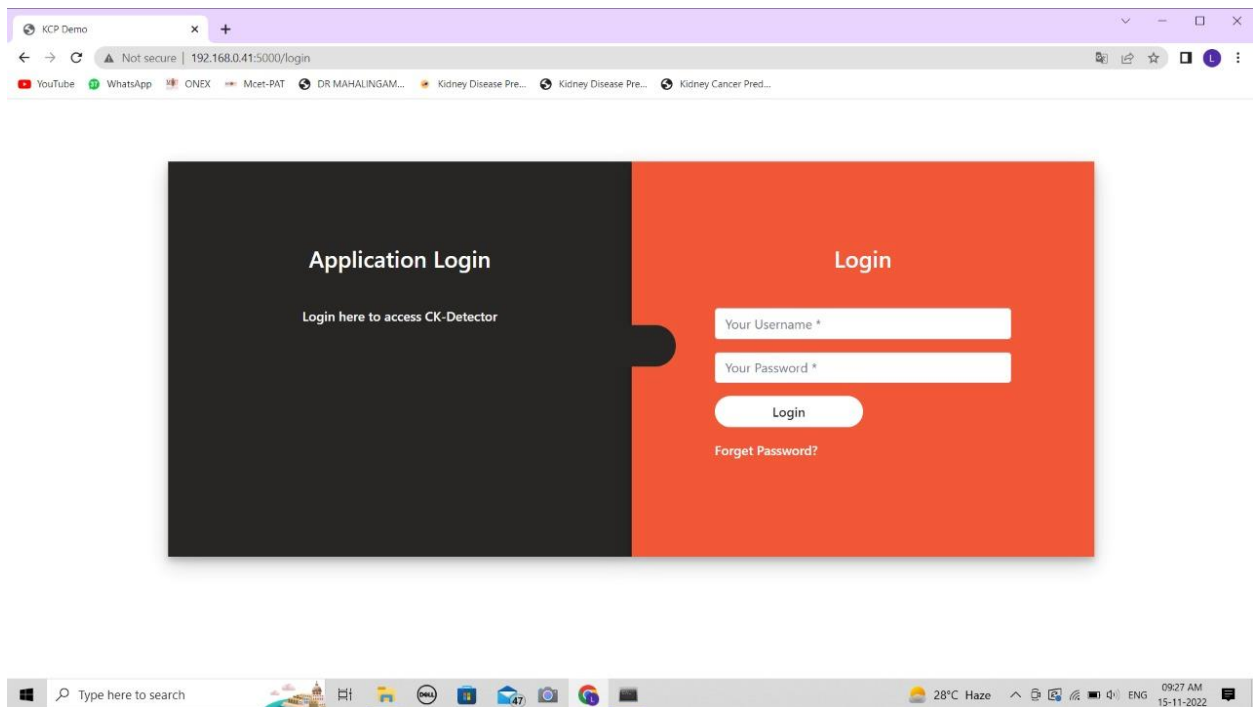 KCP Demo
Not secure | 192.168.0.41:5000/login
YouTube WhatsApp ONEX Mcet-PAT DR MAHALINGAM... Kidney Disease Pre... Kidney Disease Pre... Kidney Cancer Pred...
L
Application Login
Login here to access CK-Detector
Login
Your Username *
Your Password *
Login
Forget Password?
Type here to search
DELL
47
28°C Haze
ENG
09:27 AM
15-11-2022